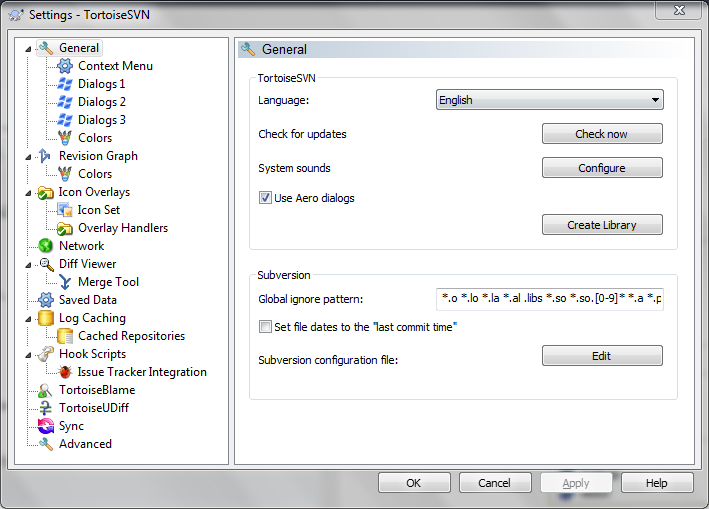 Settings - TortoiseSVN
General
Context Menu
Dialogs 1
Dialogs 2
Dialogs 3
Colors
Revision Graph
Colors
Icon Overlays
Icon Set
Overlay Handlers
Network
Diff Viewer
Merge Tool
Saved Data
Log Caching
Cached Repositories
Hook Scripts
Issue Tracker Integration
TortoiseBlame
TortoiseUDiff
Sync
Advanced
General
TortoiseSVN
Language:
English
Check for updates
Check now
System sounds
Configure
Use Aero dialogs
Create Library
Subversion
Global ignore pattern:
*.o *.lo *.la *.al .libs *.so *.so.[0-9]* *.a *.p
Set file dates to the "last commit time"
Subversion configuration file:
Edit
OK
Cancel
Apply
Help